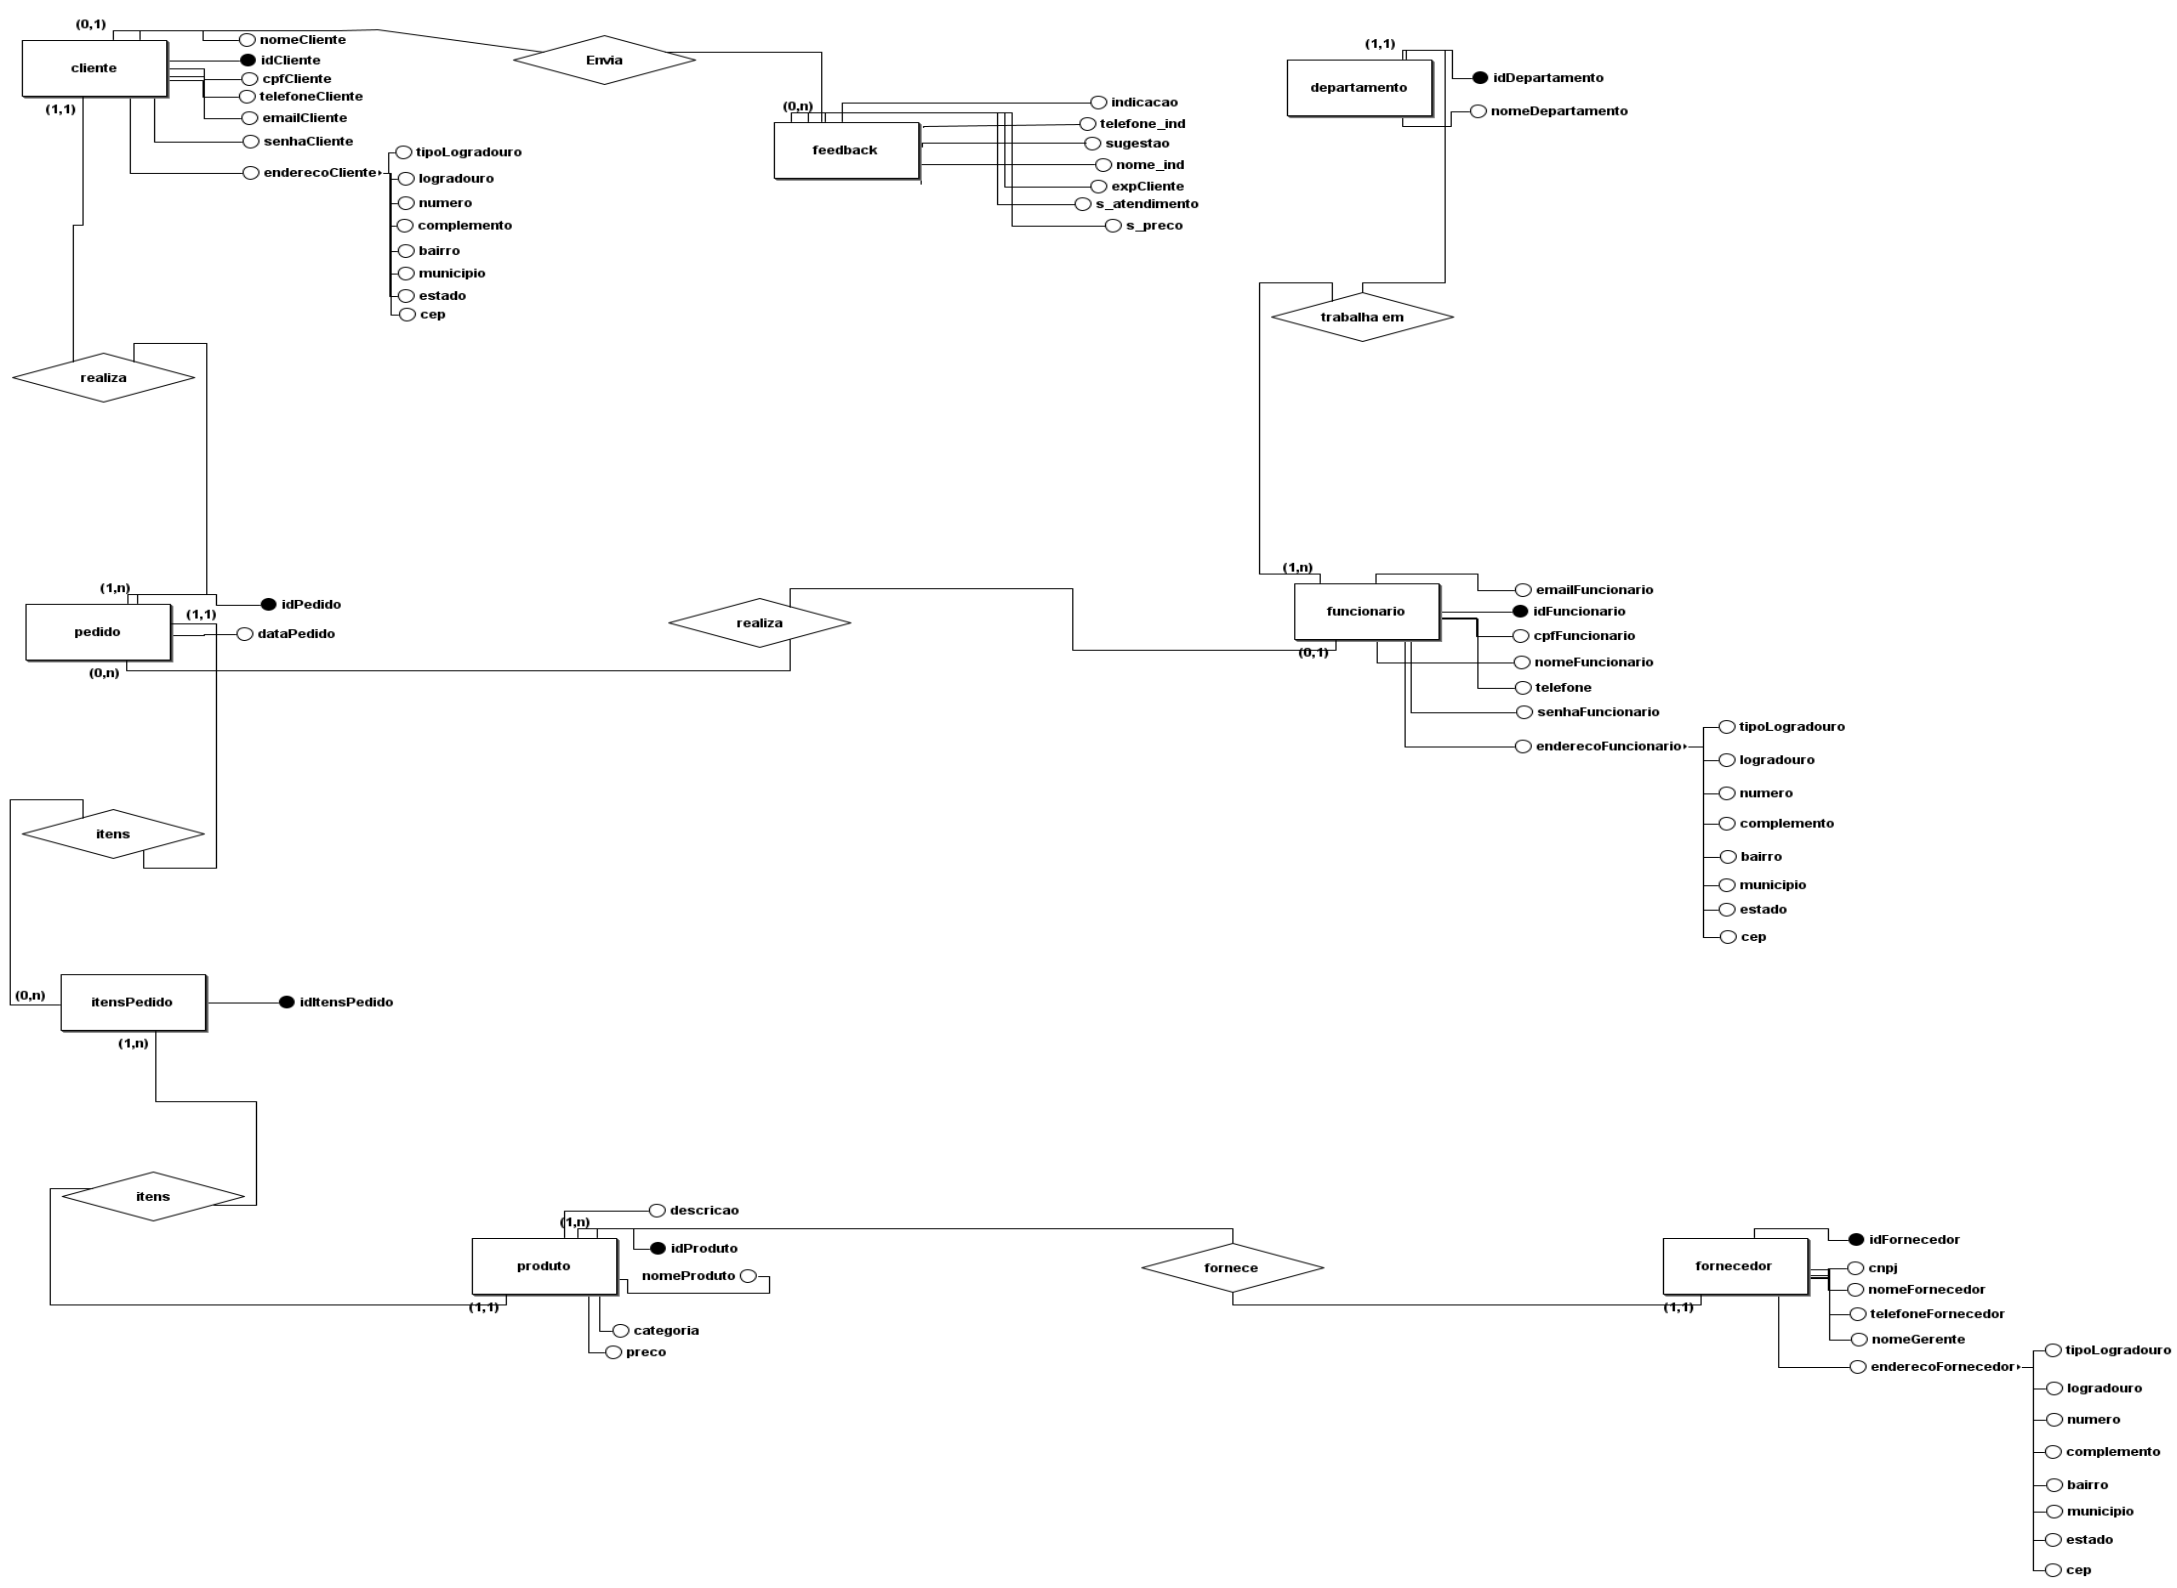 (0,1)
cliente
(1,1)
nomeCliente
idCliente
cpfCliente
telefoneCliente
emailCliente
senhaCliente
enderecoCliente
tipoLogradouro
logradouro
numero
complemento
bairro
municipio
estado
cep
Envia
(0,n)
feedback
indicacao
telefone_ind
sugestao
nome_ind
expCliente
s_atendimento
s_preco
(1,1)
departamento
idDepartamento
nomeDepartamento
trabalha em
realiza
(1,n)
pedido
(1,1)
(0,n)
idPedido
dataPedido
realiza
(1,n)
funcionario
(0,1)
emailFuncionario
idFuncionario
cpfFuncionario
nomeFuncionario
telefone
senhaFuncionario
enderecoFuncionario
tipoLogradouro
logradouro
numero
complemento
bairro
municipio
estado
cep
itens
(0,n)
itensPedido
idItensPedido
(1,n)
itens
descricao
(1,n)
produto
idProduto
nomeProduto
(1,1)
categoria
preco
fornece
fornecedor
(1,1)
idFornecedor
cnpj
nomeFornecedor
telefoneFornecedor
nomeGerente
enderecoFornecedor
tipoLogradouro
logradouro
numero
complemento
bairro
municipio
estado
cep